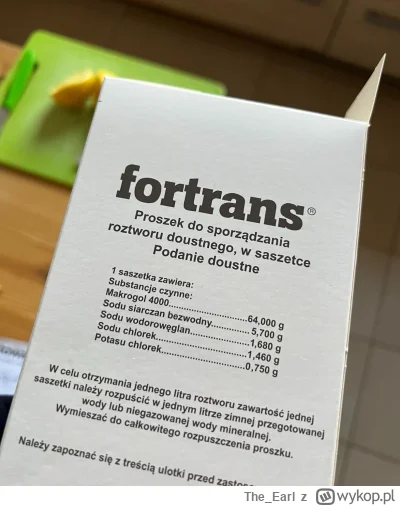 fortrans®
Proszek do sporządzania
roztworu doustnego, w saszetce
Podanie doustne
1 saszetka zawiera:
Substancje czynne:
Makrogol 4000..........................64,000 g
Sodu siarczan bezwodny............. 5,700 g
Sodu wodorowęglan...................1,680 g
Sodu chlorek..............................1,460 g
Potasu chlorek...........................0,750 g
W celu otrzymania jednego litra roztworu zawartość jednej
saszetki należy rozpuścić w jednym litrze zimnej przegotowanej
wody lub niegazowanej wody mineralnej.
Wymieszać do całkowitego rozpuszczenia proszku.
Należy zapoznać się z treścią ulotki przed
The_Earl z wykop.pl